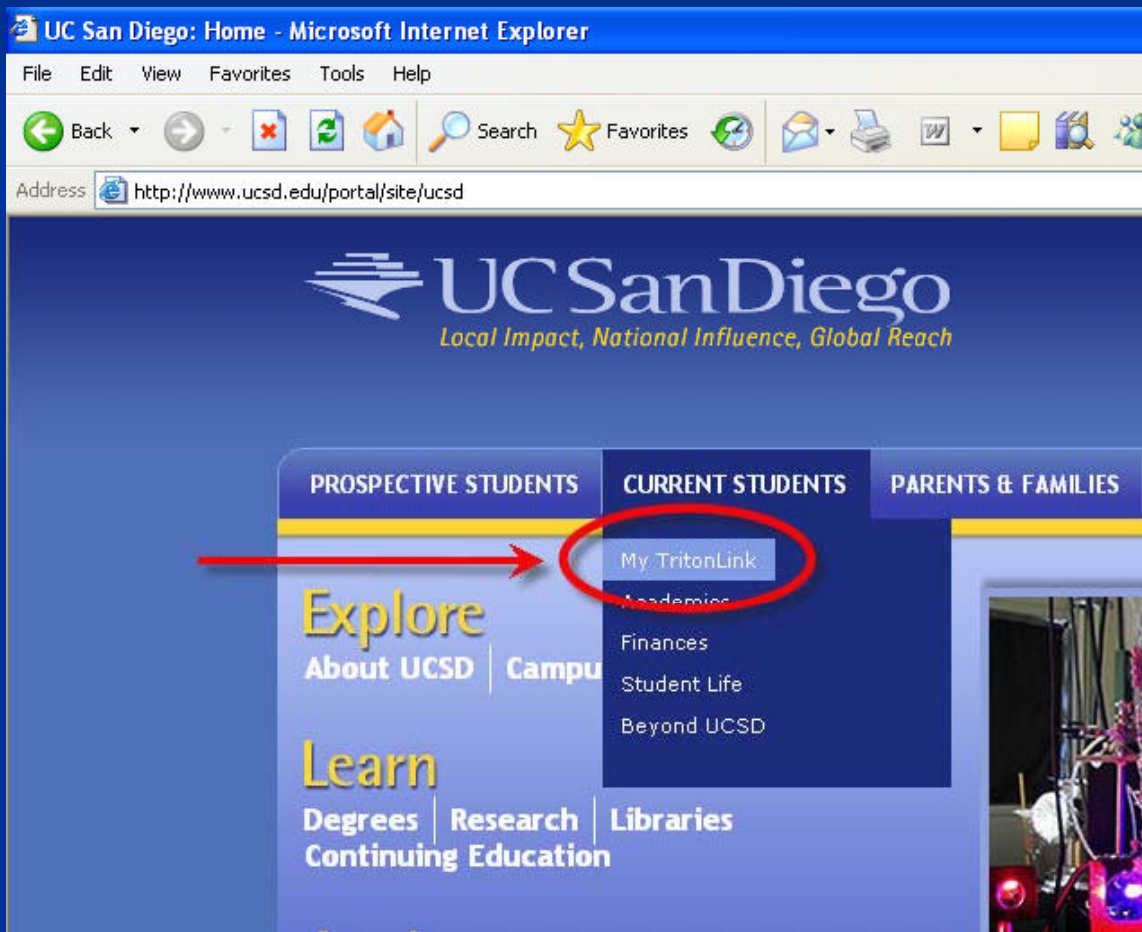 UC San Diego: Home - Microsoft Internet Explorer
File Edit View Favorites Tools Help
Back Search Favorites
Address http://www.ucsd.edu/portal/site/ucsd
UCSanDiego
Local Impact, National Influence, Global Reach
PROSPECTIVE STUDENTS CURRENT STUDENTS PARENTS & FAMILIES
My TritonLink
Academics
Finances
Student Life
Beyond UCSD
Explore
About UCSD Campu
Learn
Degrees Research Libraries
Continuing Education